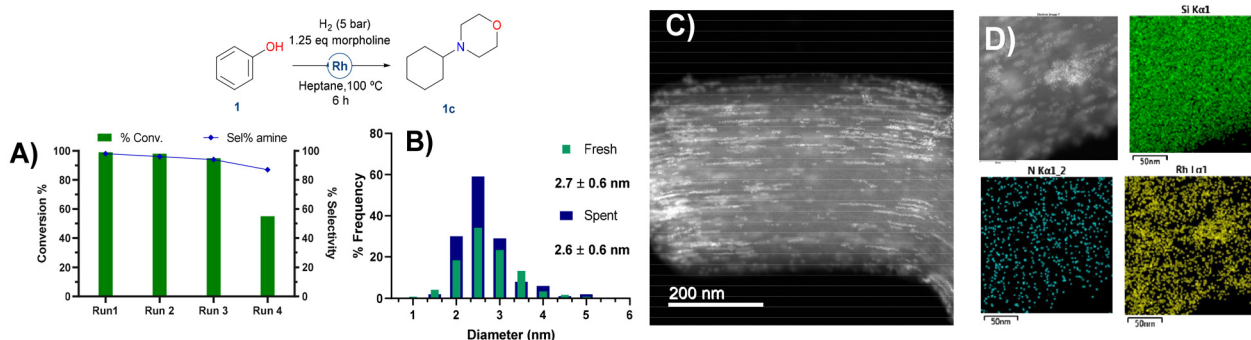 H2 (5 bar)
1.25 eq morpholine
Rh
Heptane,100 ºC
6 h
OH
1
O
N
1c
A)
% Conv.
Sel% amine
Conversion %
100
80
60
40
20
0
Run1
Run 2
Run 3
Run 4
100
80
60
40
20
0
% Selectivity
B)
% Frequency
80
60
40
20
0
Fresh
2.7 ± 0.6 nm
Spent
2.6 ± 0.6 nm
1
2
3
4
5
6
Diameter (nm)
C)
200 nm
D)
Si Kα1
50nm
N Kα1_2
50nm
Rh Lα1
50nm